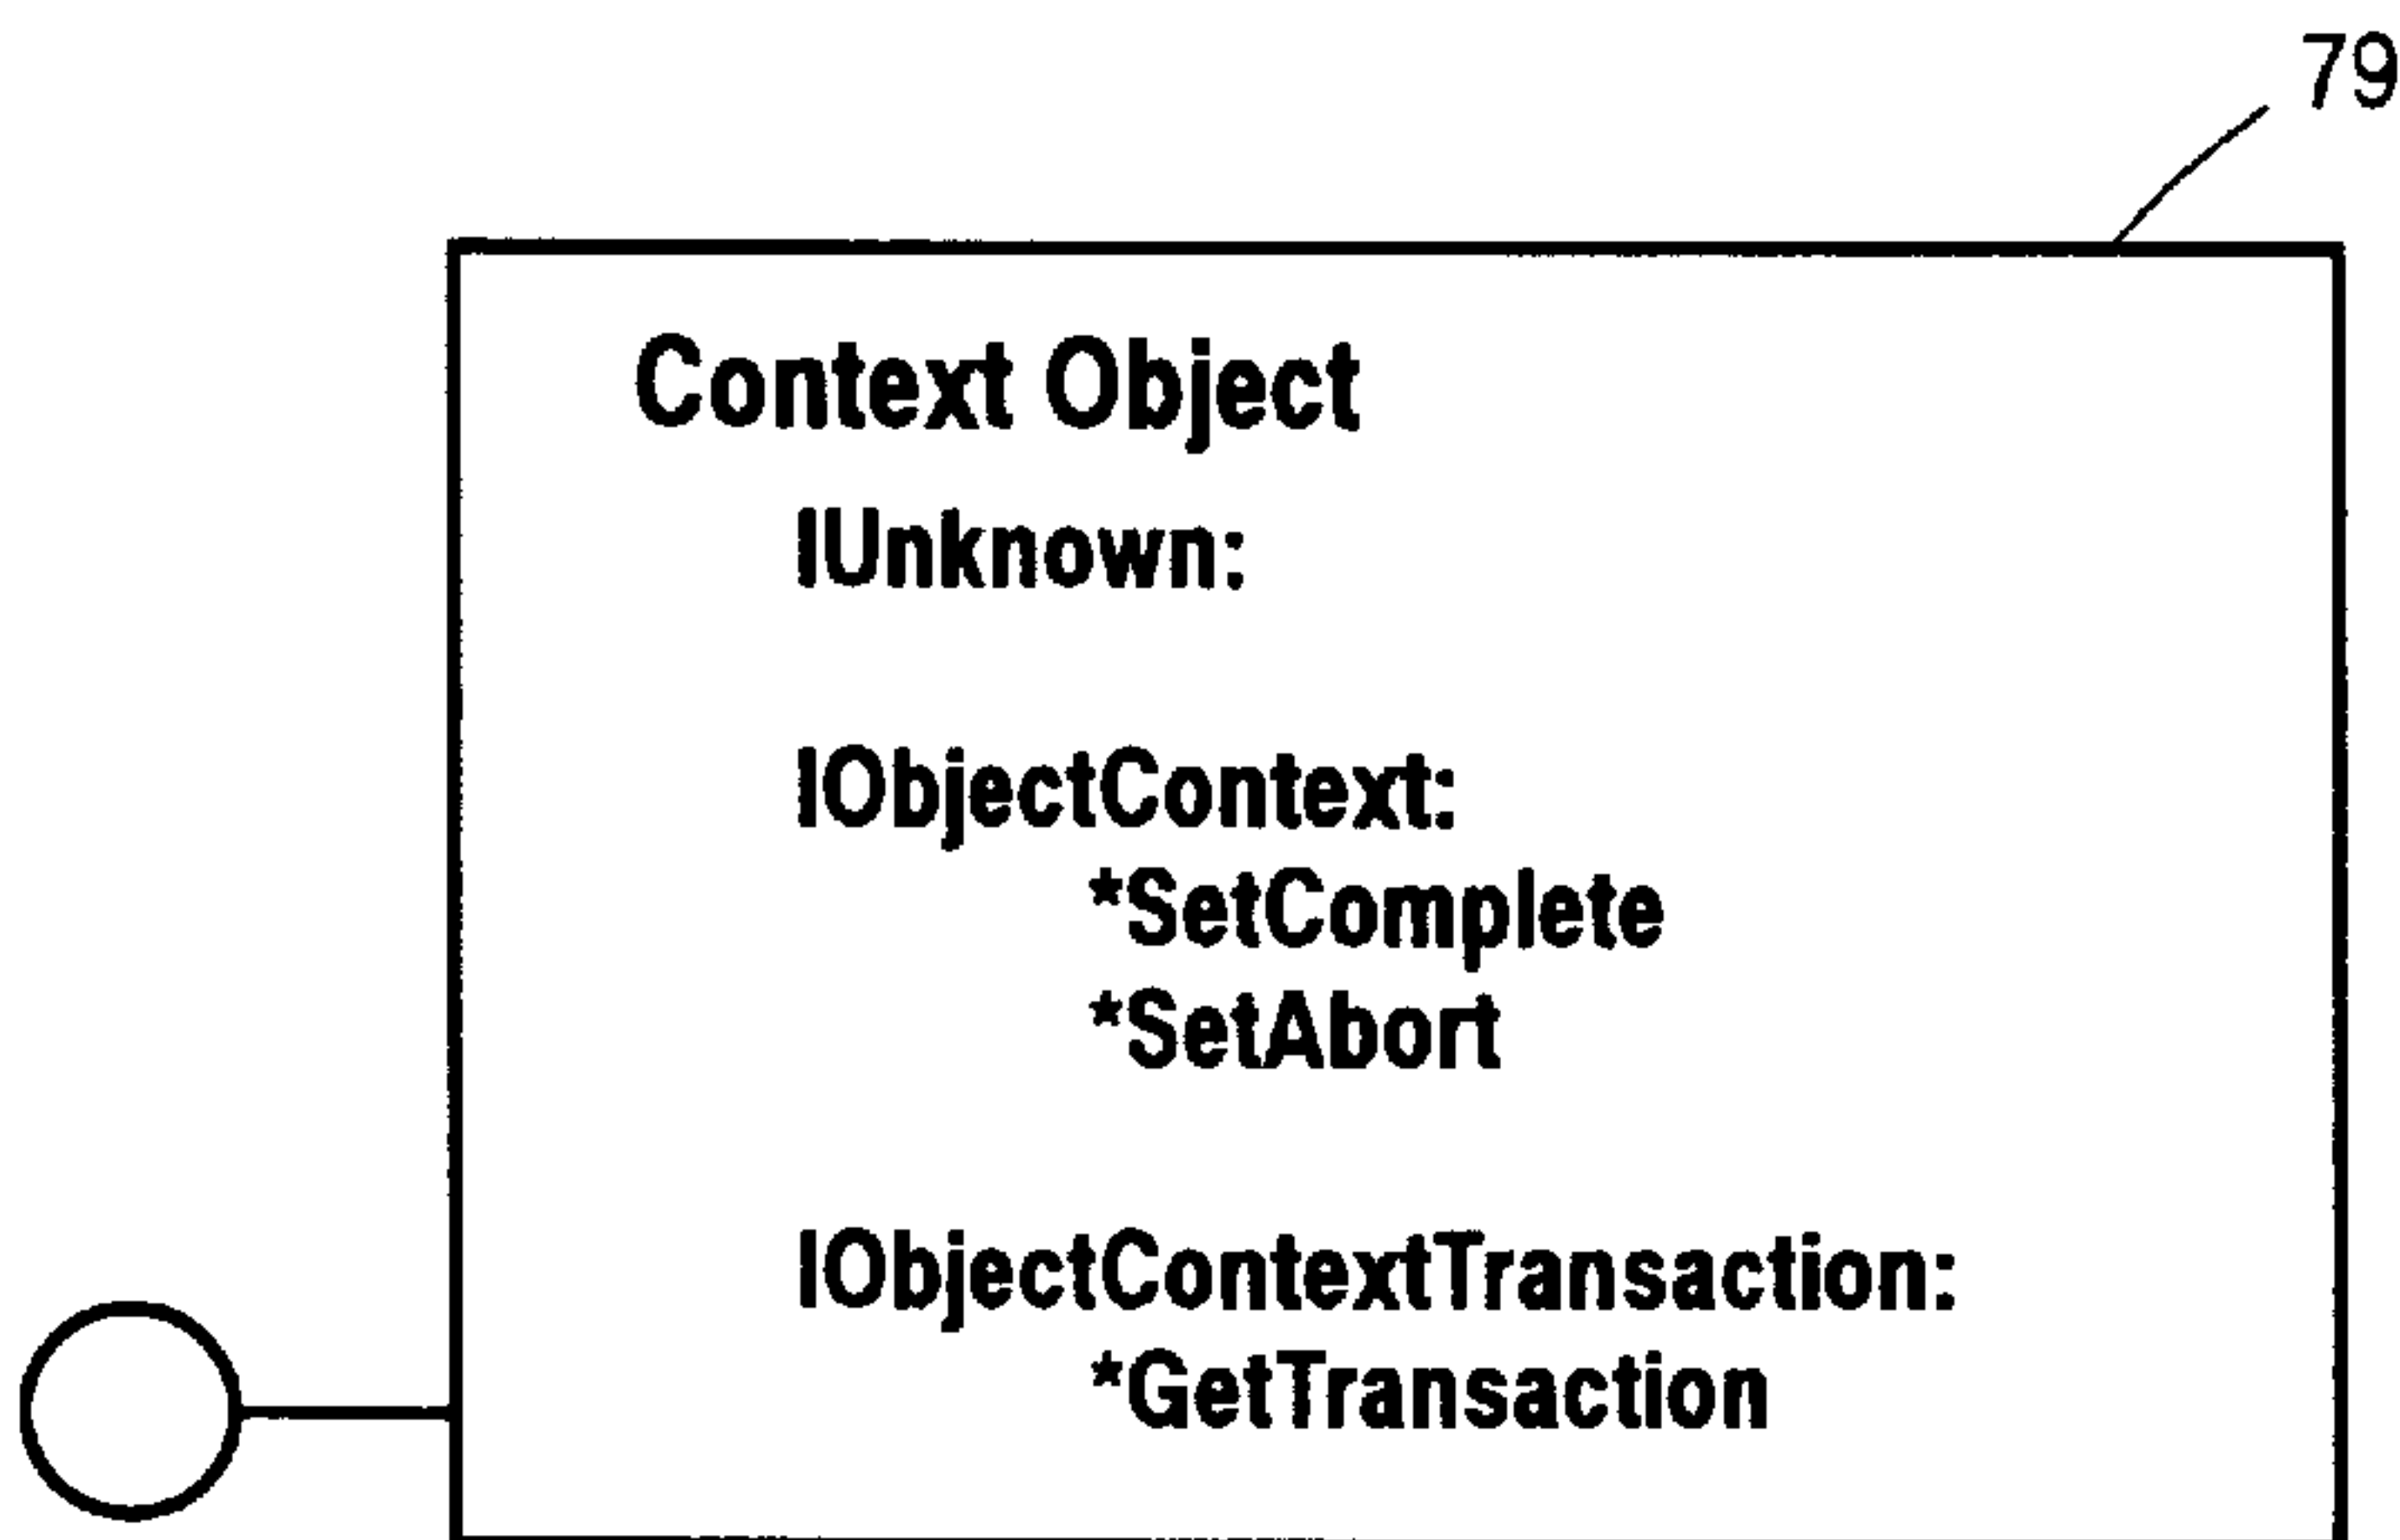 79
Context Object
IUnknown:
IObjectContext:
*SetComplete
*SetAbort
IObjectContextTransaction:
*GetTransaction